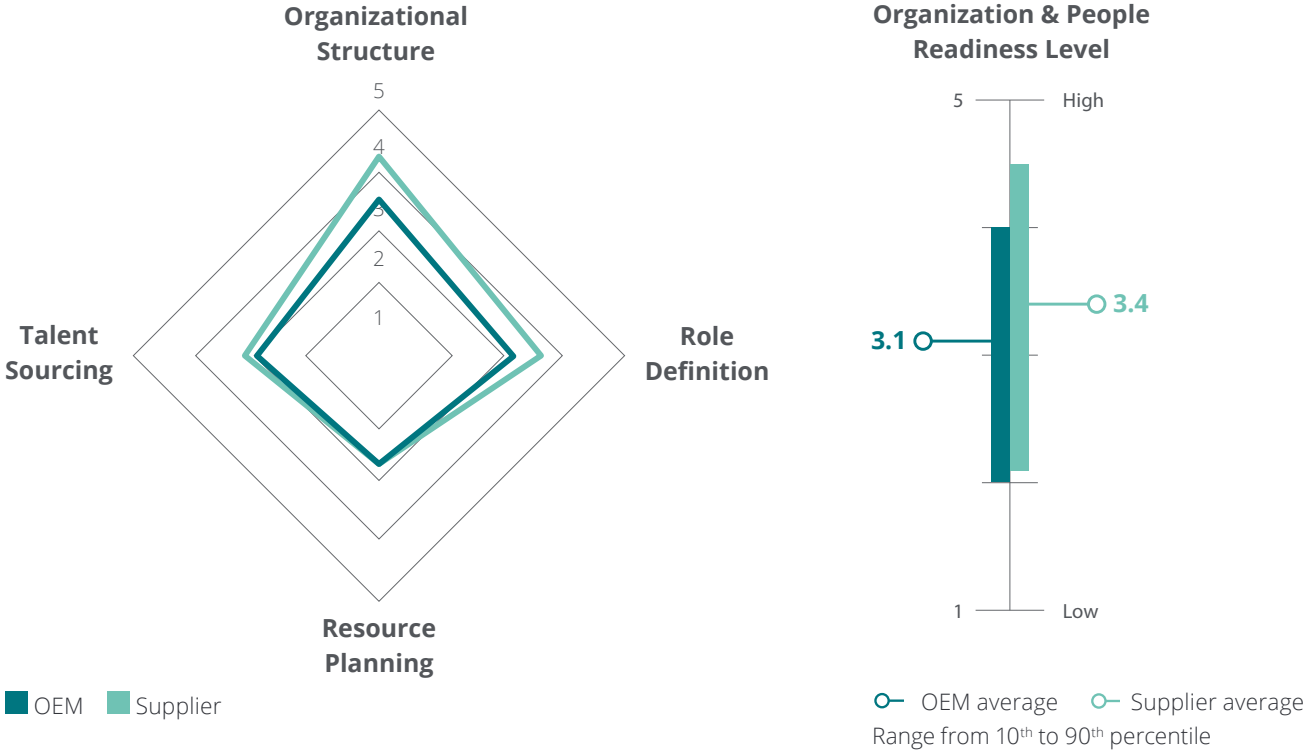 Organizational
Structure
5
4
3
2
1
Talent
Sourcing
Role
Definition
Resource
Planning
OEM
Supplier
Organization & People
Readiness Level
5
High
3.4
3.1
1
Low
OEM average
Supplier average
Range from 10th to 90th percentile